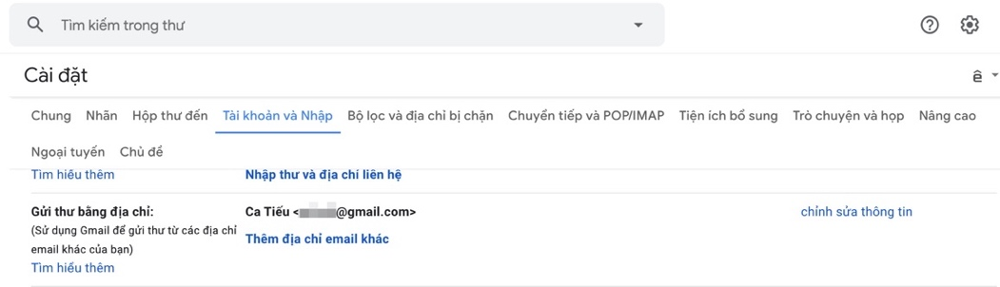 Tìm kiếm trong thư
Cài đặt
ê
Chung Nhãn Hộp thư đến Tài khoản và Nhập Bộ lọc và địa chỉ bị chặn Chuyển tiếp và POP/IMAP Tiện ích bổ sung Trò chuyện và họp Nâng cao
Ngoại tuyến Chủ đề
Tìm hiểu thêm Nhập thư và địa chỉ liên hệ
Gửi thư bằng địa chỉ: Ca Tiếu < @gmail.com> chỉnh sửa thông tin
(Sử dụng Gmail để gửi thư từ các địa chỉ
email khác của bạn) Thêm địa chỉ email khác
Tìm hiểu thêm